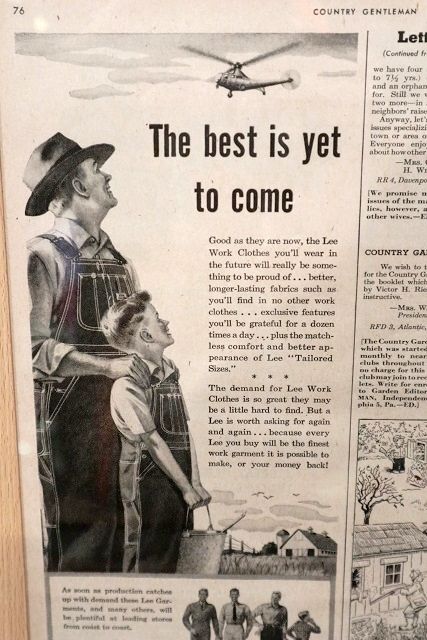 76
COUNTRY GENTLEMAN
The best is yet
to come
Good as they are now, the Lee
Work Clothes you'll wear in
the future will really be some-
thing to be proud of . . . better,
longer-lasting fabrics such as
you'll find in no other work
clothes . . . exclusive features
you'll be grateful for a dozen
times a day . . . plus the match-
less comfort and better ap-
pearance of Lee "Tailored
Sizes."
* * *
The demand for Lee Work
Clothes is so great they may
be a little hard to find. But a
Lee is worth asking for again
and again . . . because every
Lee you buy will be the finest
work garment it is possible to
make, or your money back!
As soon as production catches
up with demand these Lee Gar-
ments, and many others, will
be plentiful at leading stores
from coast to coast.
Lett
(Continued fr
we have four
to 7½ yrs.)
and an orphan
for. Still we
two more—in
neighbors' raise
Anyway, let'
issues specializi
town or area o
Everyone enjo
about how other
—MRS.
H. W
RR 4, Davenpo
[We promise m
issues of the ma
lies, however, a
other wives.—E
COUNTRY GA
We wish to t
for the Country Ga
the booklet which
by Victor H. Rie
instructive.
—MRS. W.
Presiden
RFD 3, Atlantic,
[The Country Gar
which was started
monthly to near
clubs throughout
no charge for this
club may join to rec
lets. Write for enr
to Garden Editor
MAN, Independenc
phia 5, Pa.—ED.]